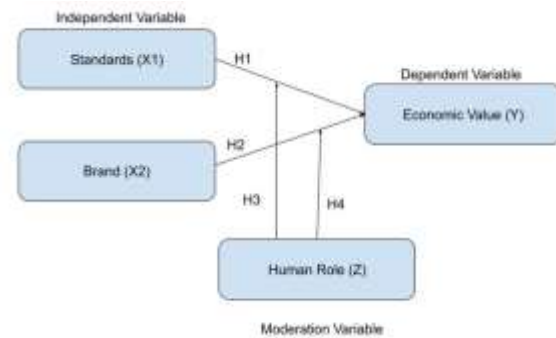 Independent Variable
Standards (X1)
H1
Dependent Variable
Economic Value (Y)
H2
Brand (X2)
H3
H4
Human Role (Z)
Moderation Variable